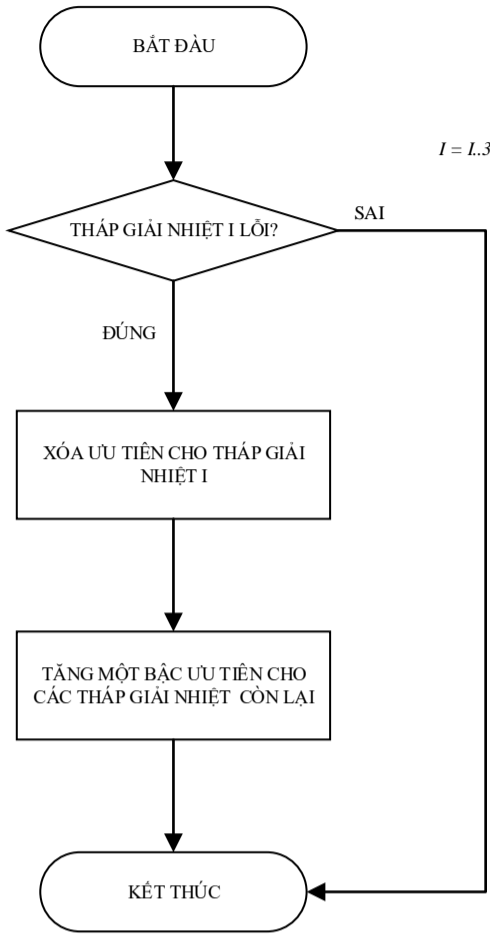 BẮT ĐẦU
I = I..3
THÁP GIẢI NHIỆT I LỖI?
SAI
ĐÚNG
XÓA ƯU TIÊN CHO THÁP GIẢI
NHIỆT I
TĂNG MỘT BẬC ƯU TIÊN CHO
CÁC THÁP GIẢI NHIỆT CÒN LẠI
KẾT THÚC